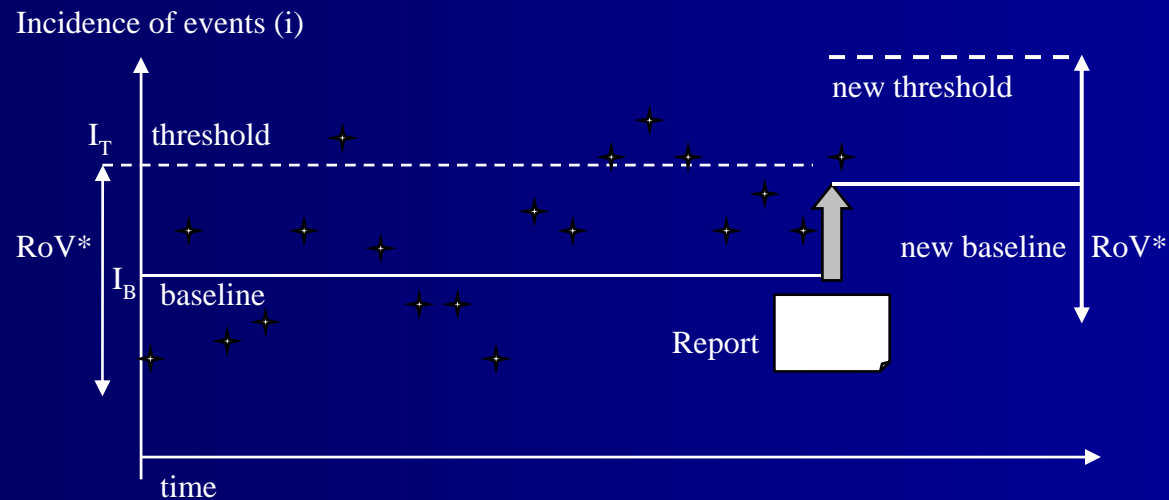 Incidence of events (i)
new threshold
I_T threshold
RoV*
new baseline RoV*
I_B baseline
Report
time